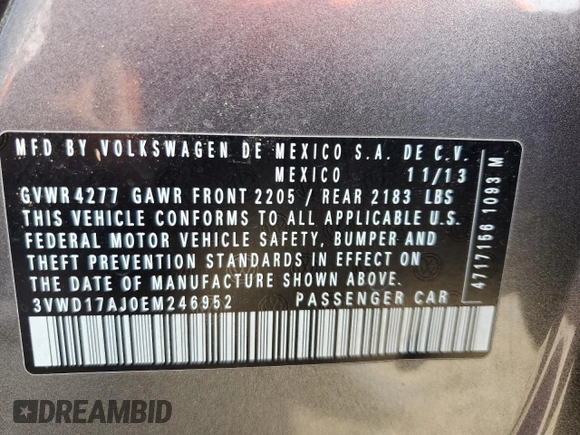 MFD BY VOLKSWAGEN DE MEXICO S.A. DE C.V.
MEXICO 11/13
GVWR 4277 GAWR FRONT 2205 / REAR 2183 LBS
THIS VEHICLE CONFORMS TO ALL APPLICABLE U.S.
FEDERAL MOTOR VEHICLE SAFETY, BUMPER AND
THEFT PREVENTION STANDARDS IN EFFECT ON
THE DATE OF MANUFACTURE SHOWN ABOVE.
3VWD17AJ0EM246952 PASSENGER CAR
4717166 1093 M
DREAMBID